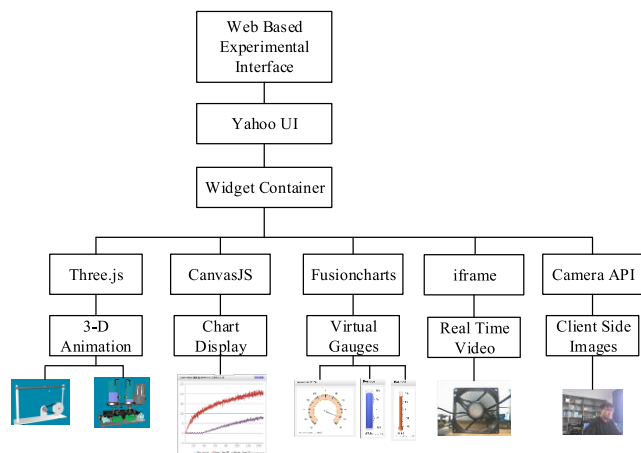 Web Based
Experimental
Interface
Yahoo UI
Widget Container
Three.js
CanvasJS
Fusioncharts
iframe
Camera API
3-D
Animation
Chart
Display
Virtual
Gauges
Real Time
Video
Client Side
Images